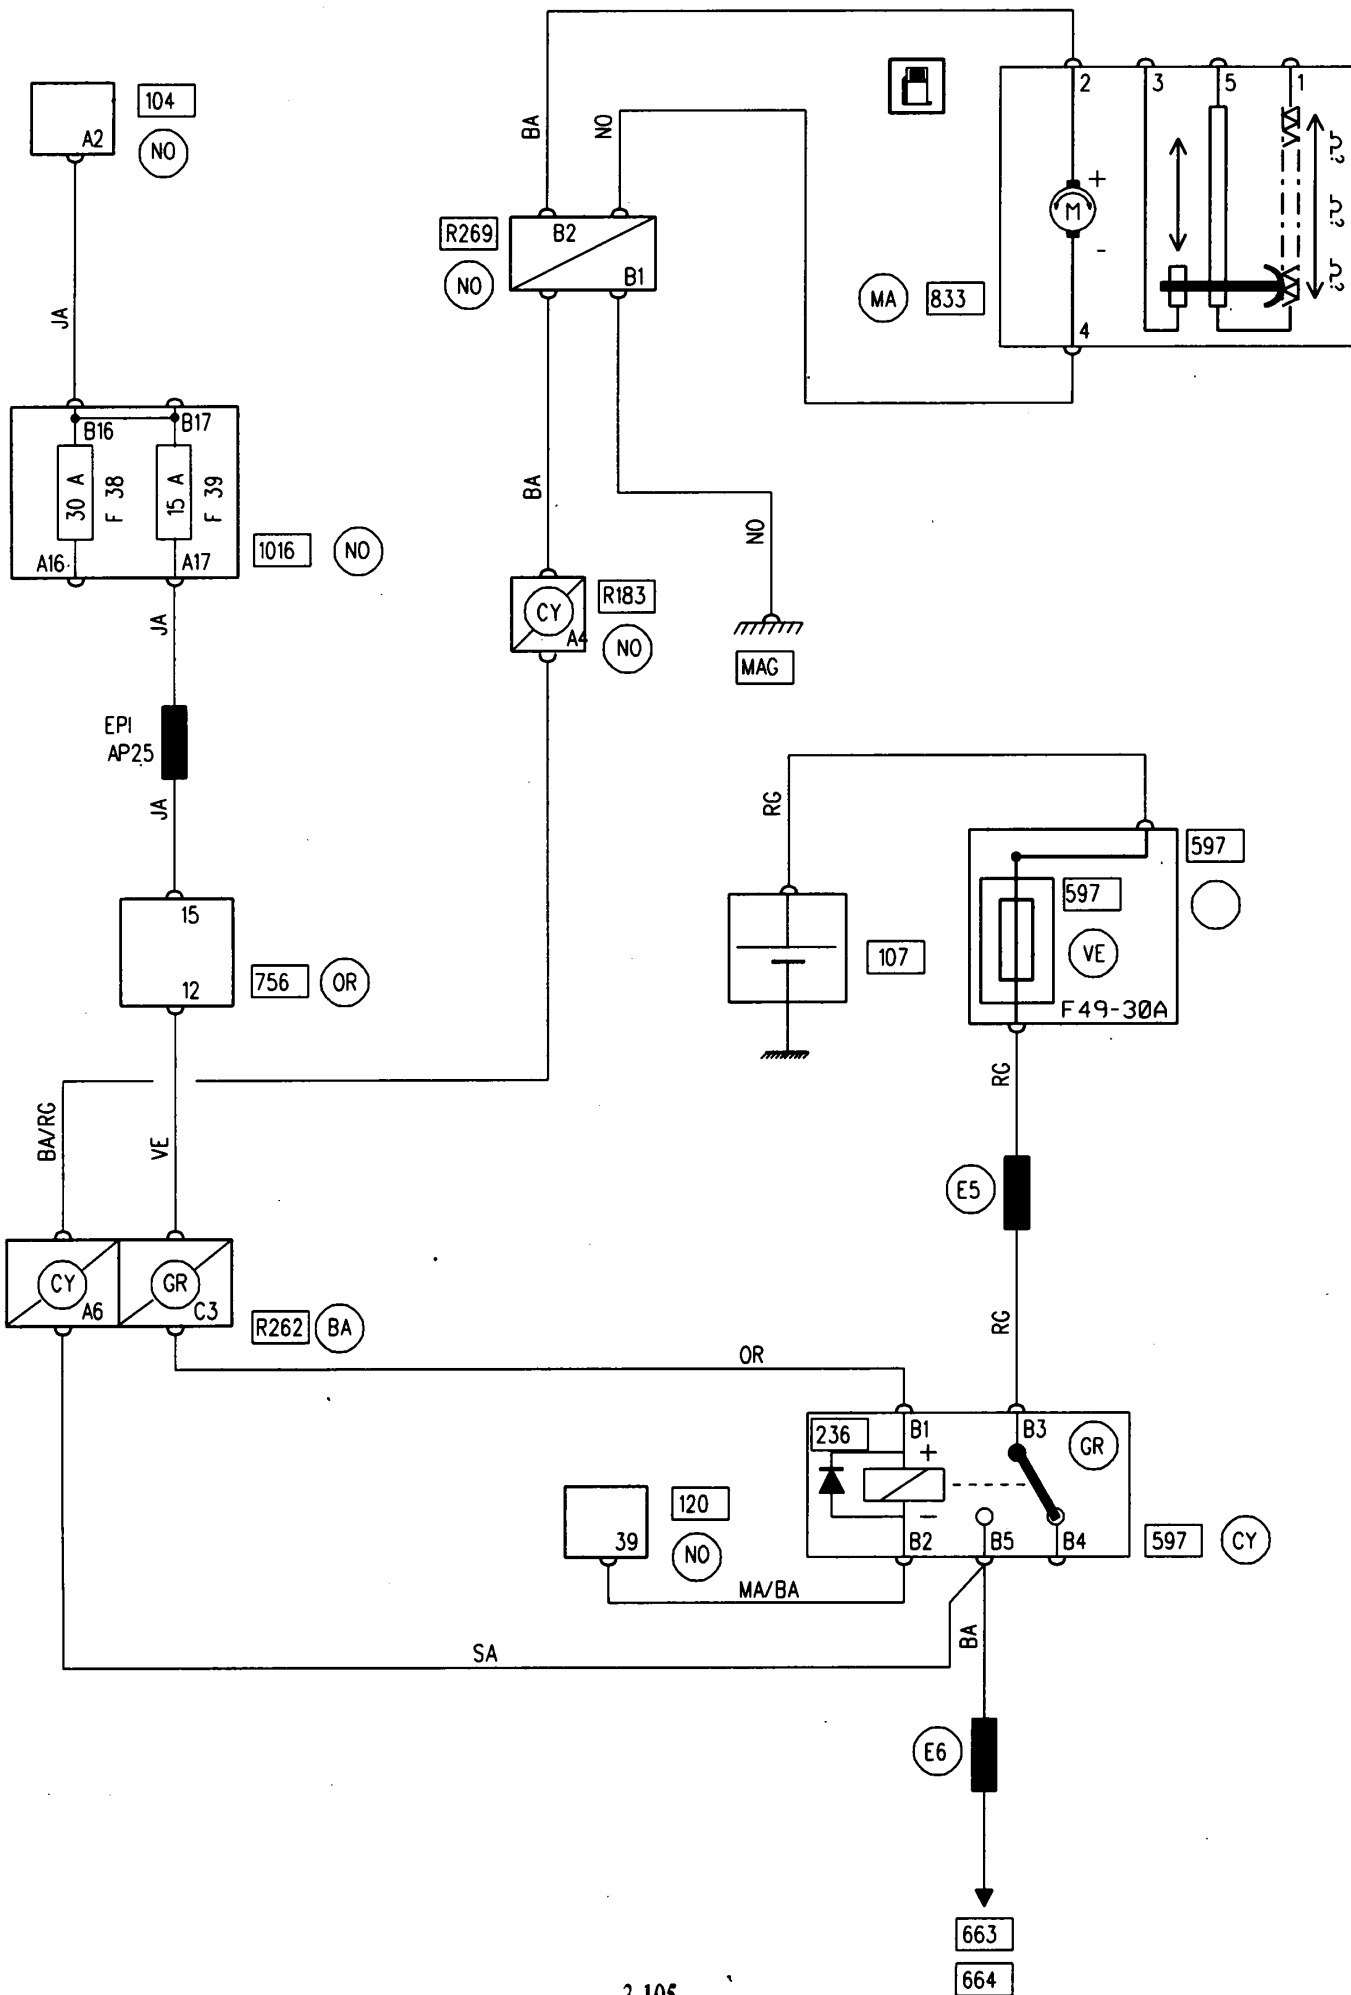 104
A2
NO
JA
B16
B17
30 A
F 38
15 A
F 39
A16
A17
1016
NO
JA
EPI
AP25
JA
15
12
756
OR
BA/RG
VE
CY
A6
GR
C3
R262
BA
BA
NO
R269
B2
B1
NO
BA
NO
CY
A4
R183
NO
MAG
2
3
5
1
+
M
-
MA
833
4
RG
597
597
VE
F49-30A
107
RG
E5
RG
OR
236
B1
+
B3
GR
-
B2
B5
B4
597
CY
120
39
NO
MA/BA
SA
BA
E6
663
664